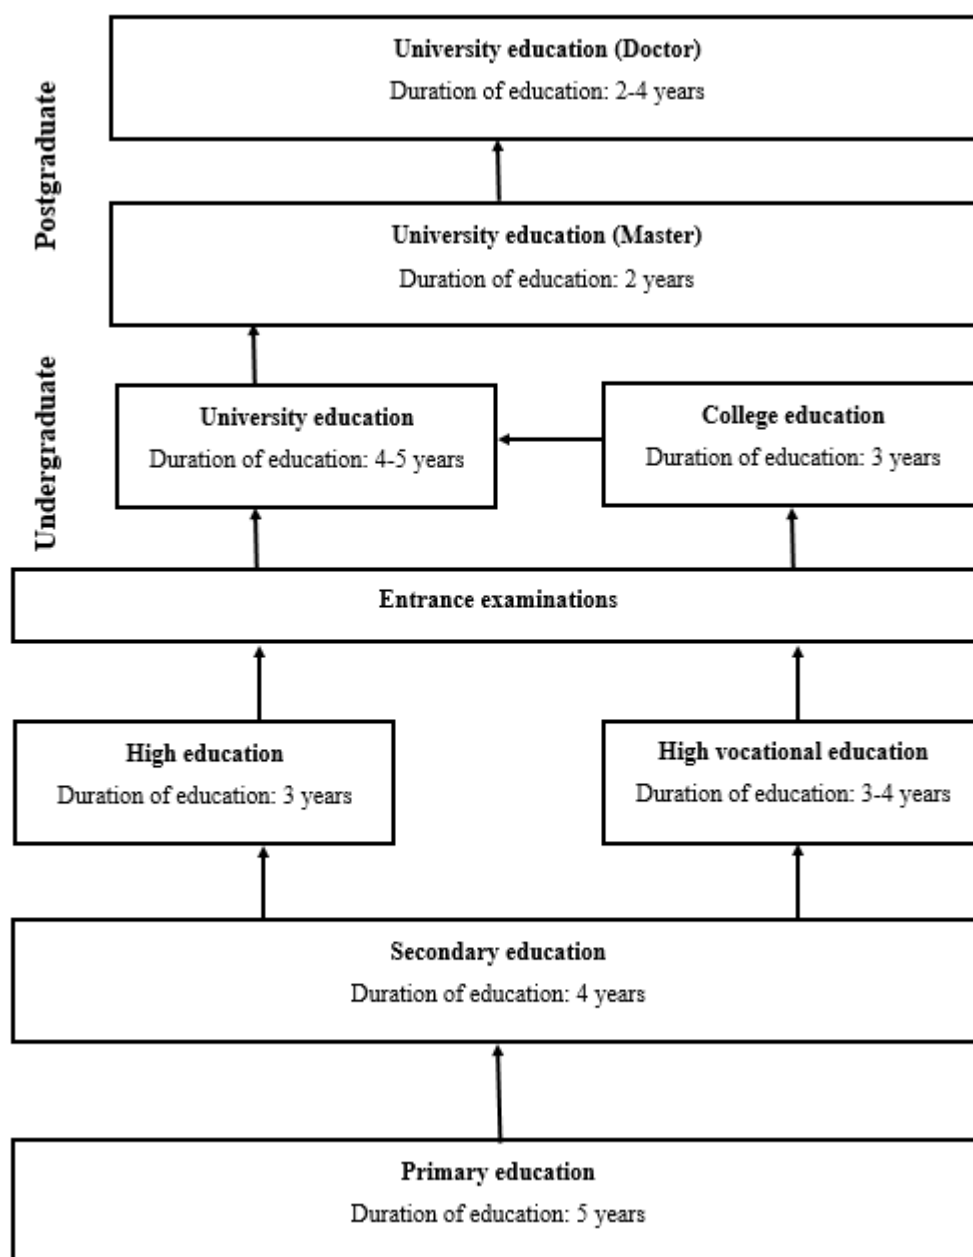 Postgraduate
University education (Doctor)
Duration of education: 2-4 years
University education (Master)
Duration of education: 2 years
Undergraduate
University education
Duration of education: 4-5 years
College education
Duration of education: 3 years
Entrance examinations
High education
Duration of education: 3 years
High vocational education
Duration of education: 3-4 years
Secondary education
Duration of education: 4 years
Primary education
Duration of education: 5 years